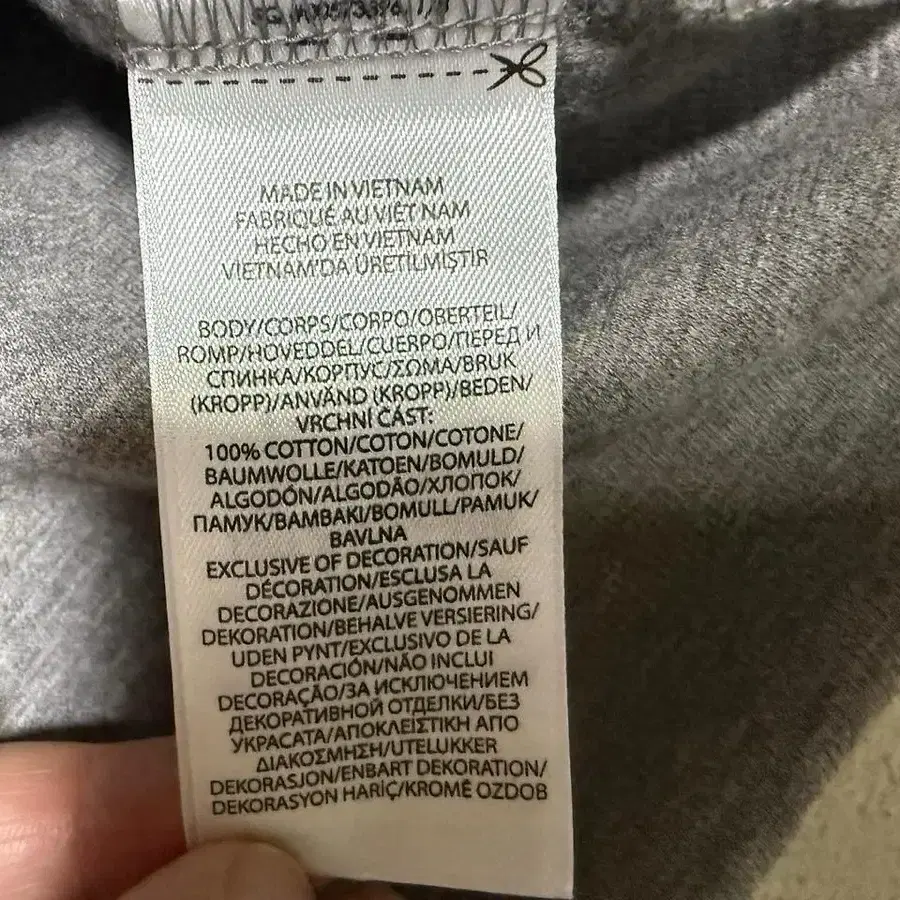 MADE IN VIETNAM
FABRIQUÉ AU VIÊT NAM
HECHO EN VIETNAM
VIETNAM'DA ÜRETİLMİŞTİR
BODY/CORPS/CORPO/OBERTEIL/
ROMP/HOVEDDEL/CUERPO/ПЕРЕД И
СПИНКА/КОРПУС/ΣΩΜΑ/BRUK
(KROPP)/ANVÄND (KROPP)/BEDEN/
VRCHNÍ ČÁST:
100% COTTON/COTON/COTONE/
BAUMWOLLE/KATOEN/BOMULD/
ALGODÓN/ALGODÃO/ХЛОПОК/
ПАМУК/ΒΑΜΒΑΚΙ/BOMULL/PAMUK/
BAVLNA
EXCLUSIVE OF DECORATION/SAUF
DÉCORATION/ESCLUSA LA
DECORAZIONE/AUSGENOMMEN
DEKORATION/BEHALVE VERSIERING/
UDEN PYNT/EXCLUSIVO DE LA
DECORACIÓN/NÃO INCLUI
DECORAÇÃO/ЗА ИСКЛЮЧЕНИЕМ
ДЕКОРАТИВНОЙ ОТДЕЛКИ/БЕЗ
УКРАСАТА/ΑΠΟΚΛΕΙΣΤΙΚΗ ΑΠΟ
ΔΙΑΚΟΣΜΗΣΗ/UTELUKKER
DEKORASJON/ENBART DEKORATION/
DEKORASYON HARİÇ/KROMĚ OZDOB